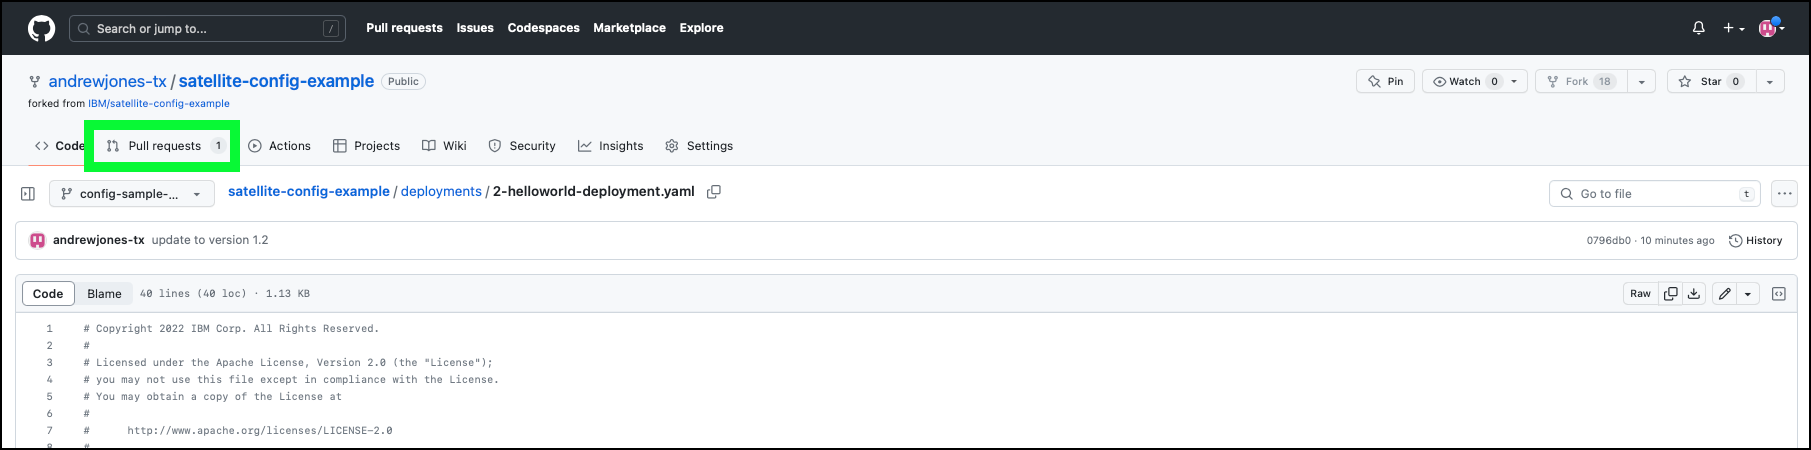 Search or jump to... / Pull requests Issues Codespaces Marketplace Explore
andrewjones-tx / satellite-config-example Public Pin Watch 0 Fork 18 Star 0
forked from IBM/satellite-config-example
Code Pull requests 1 Actions Projects Wiki Security Insights Settings
config-sample-... satellite-config-example / deployments / 2-helloworld-deployment.yaml Go to file t
andrewjones-tx update to version 1.2 0796db0 · 10 minutes ago History
Code Blame 40 lines (40 loc) · 1.13 KB Raw
1 # Copyright 2022 IBM Corp. All Rights Reserved.
2 #
3 # Licensed under the Apache License, Version 2.0 (the "License");
4 # you may not use this file except in compliance with the License.
5 # You may obtain a copy of the License at
6 #
7 # http://www.apache.org/licenses/LICENSE-2.0
8 #